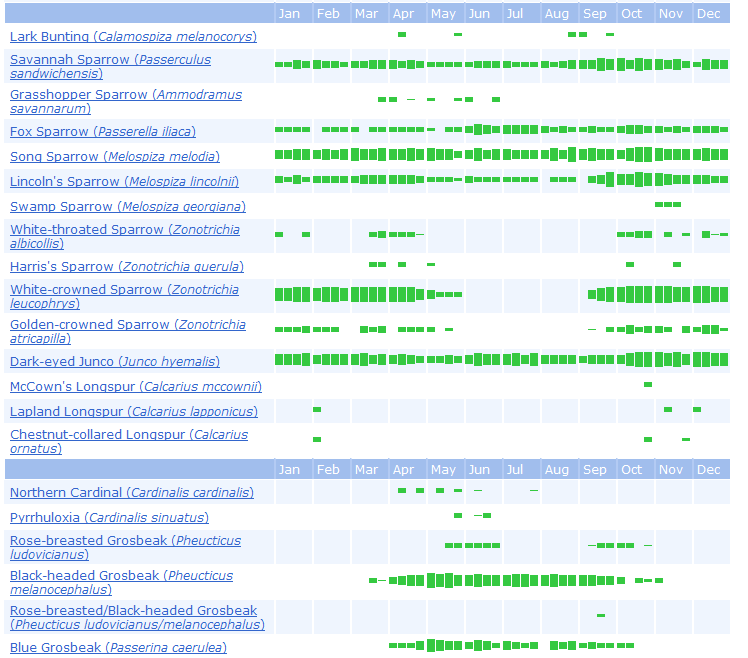 Jan Feb Mar Apr May Jun Jul Aug Sep Oct Nov Dec
Lark Bunting (Calamospiza melanocorys)
Savannah Sparrow (Passerculus
sandwichensis)
Grasshopper Sparrow (Ammodramus
savannarum)
Fox Sparrow (Passerella iliaca)
Song Sparrow (Melospiza melodia)
Lincoln's Sparrow (Melospiza lincolnii)
Swamp Sparrow (Melospiza georgiana)
White-throated Sparrow (Zonotrichia
albicollis)
Harris's Sparrow (Zonotrichia querula)
White-crowned Sparrow (Zonotrichia
leucophrys)
Golden-crowned Sparrow (Zonotrichia
atricapilla)
Dark-eyed Junco (Junco hyemalis)
McCown's Longspur (Calcarius mccownii)
Lapland Longspur (Calcarius lapponicus)
Chestnut-collared Longspur (Calcarius
ornatus)
Jan Feb Mar Apr May Jun Jul Aug Sep Oct Nov Dec
Northern Cardinal (Cardinalis cardinalis)
Pyrrhuloxia (Cardinalis sinuatus)
Rose-breasted Grosbeak (Pheucticus
ludovicianus)
Black-headed Grosbeak (Pheucticus
melanocephalus)
Rose-breasted/Black-headed Grosbeak
(Pheucticus ludovicianus/melanocephalus)
Blue Grosbeak (Passerina caerulea)